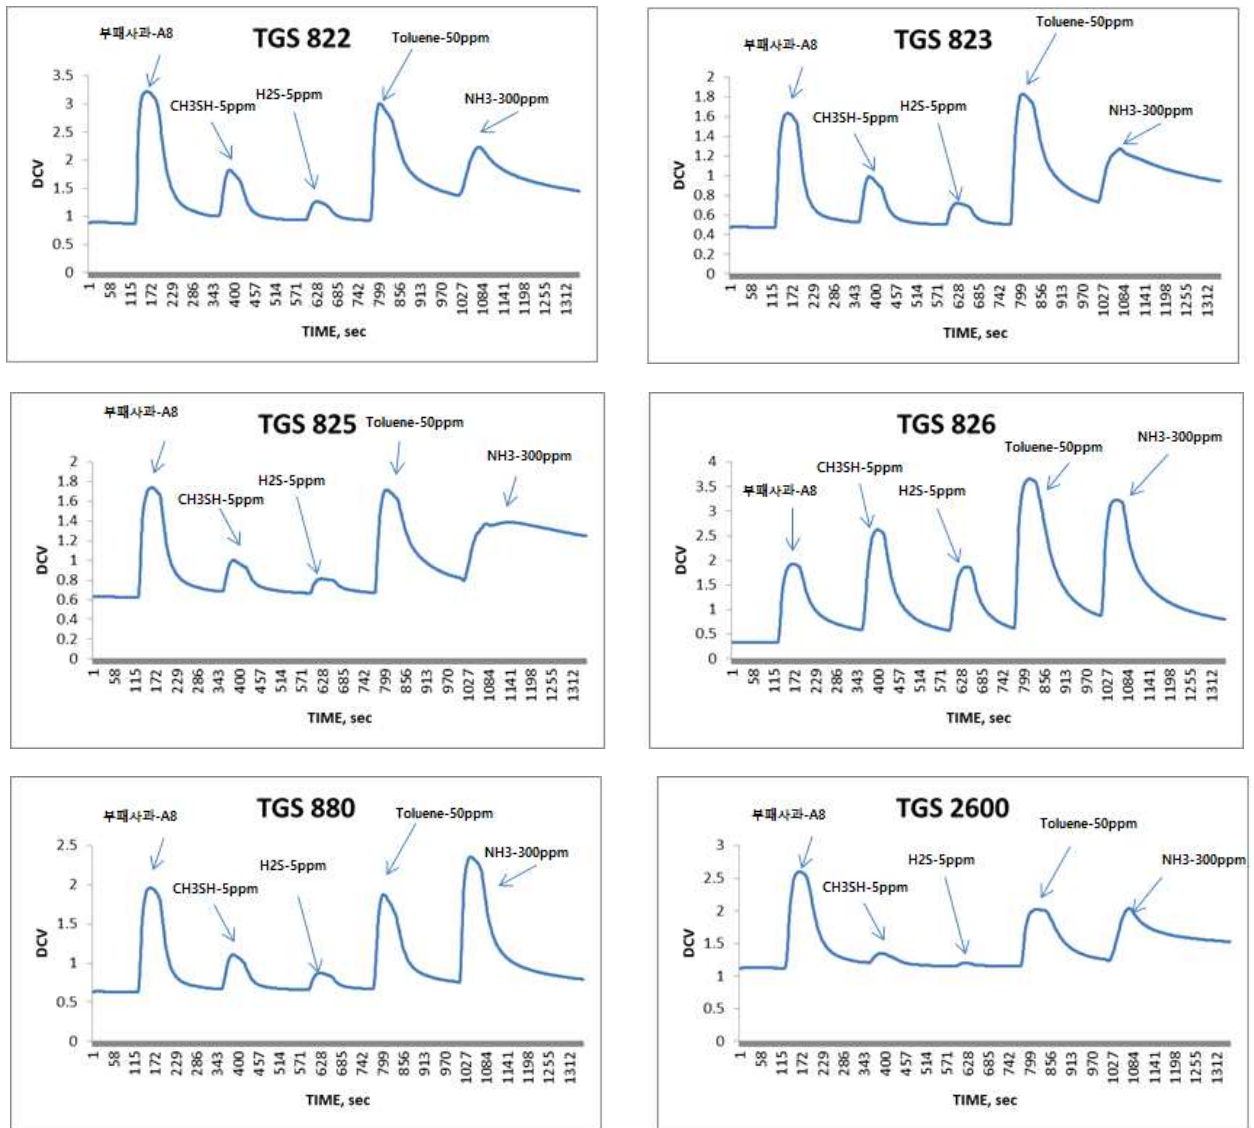 부패사과-A8
TGS 822
Toluene-50ppm
CH3SH-5ppm
H2S-5ppm
NH3-300ppm
3.5
3
2.5
2
1.5
1
0.5
0
DCV
1 58 115 172 229 286 343 400 457 514 571 628 685 742 799 856 913 970 1027 1084 1141 1198 1255 1312
TIME, sec
부패사과-A8
TGS 823
Toluene-50ppm
CH3SH-5ppm
H2S-5ppm
NH3-300ppm
2
1.8
1.6
1.4
1.2
1
0.8
0.6
0.4
0.2
0
DCV
1 58 115 172 229 286 343 400 457 514 571 628 685 742 799 856 913 970 1027 1084 1141 1198 1255 1312
TIME, sec
부패사과-A8
TGS 825
Toluene-50ppm
CH3SH-5ppm
H2S-5ppm
NH3-300ppm
2
1.8
1.6
1.4
1.2
1
0.8
0.6
0.4
0.2
0
DCV
1 58 115 172 229 286 343 400 457 514 571 628 685 742 799 856 913 970 1027 1084 1141 1198 1255 1312
TIME, sec
TGS 826
부패사과-A8
CH3SH-5ppm
H2S-5ppm
Toluene-50ppm
NH3-300ppm
4
3.5
3
2.5
2
1.5
1
0.5
0
DCV
1 58 115 172 229 286 343 400 457 514 571 628 685 742 799 856 913 970 1027 1084 1141 1198 1255 1312
TIME, sec
부패사과-A8
TGS 880
Toluene-50ppm
CH3SH-5ppm
H2S-5ppm
NH3-300ppm
2.5
2
1.5
1
0.5
0
DCV
1 58 115 172 229 286 343 400 457 514 571 628 685 742 799 856 913 970 1027 1084 1141 1198 1255 1312
TIME, sec
부패사과-A8
TGS 2600
Toluene-50ppm
CH3SH-5ppm
H2S-5ppm
NH3-300ppm
3
2.5
2
1.5
1
0.5
0
DCV
1 58 115 172 229 286 343 400 457 514 571 628 685 742 799 856 913 970 1027 1084 1141 1198 1255 1312
TIME, sec